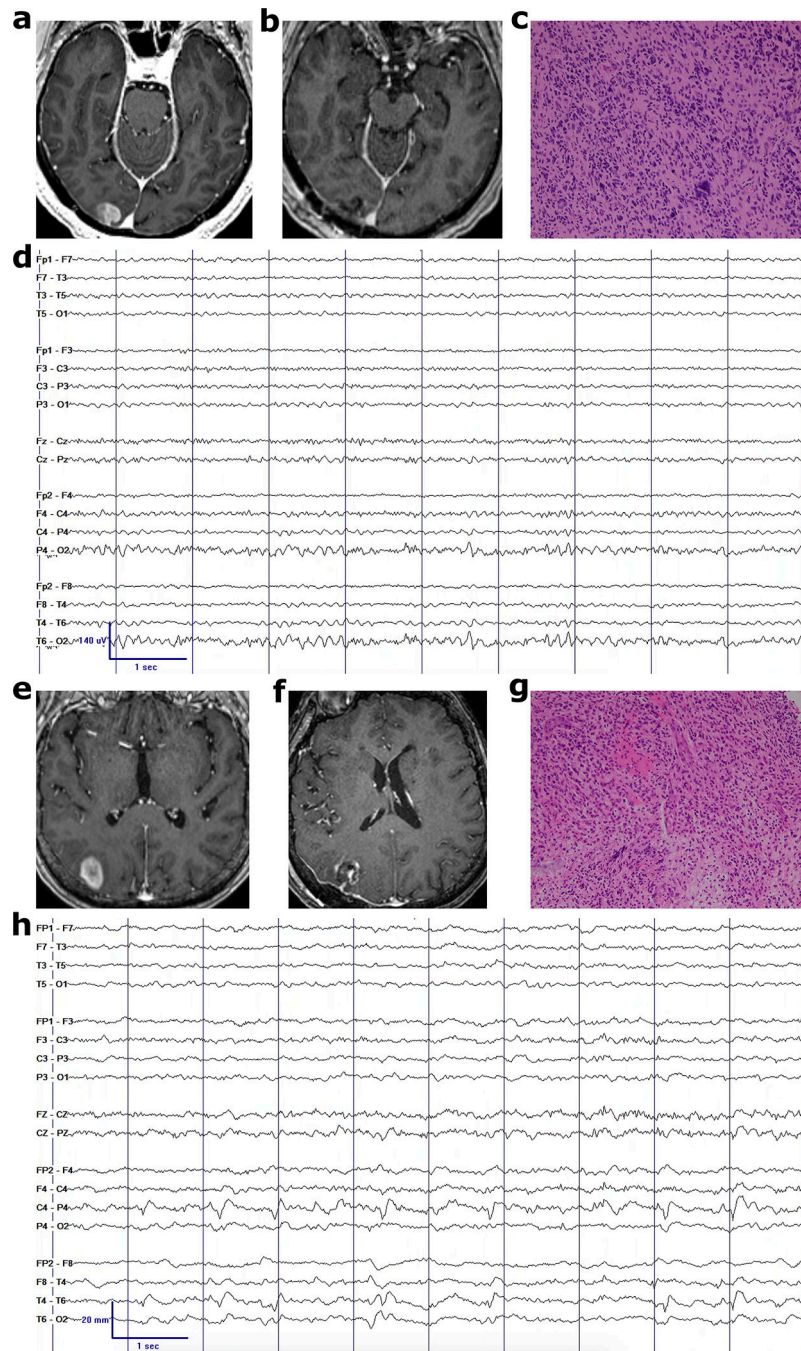 a
b
c
d
Fp1 - F7
F7 - T3
T3 - T5
T5 - O1
Fp1 - F3
F3 - C3
C3 - P3
P3 - O1
Fz - Cz
Cz - Pz
Fp2 - F4
F4 - C4
C4 - P4
P4 - O2
Fp2 - F8
F8 - T4
T4 - T6
T6 - O2
140 uV
1 sec
e
f
g
h
FP1 - F7
F7 - T3
T3 - T5
T5 - O1
FP1 - F3
F3 - C3
C3 - P3
P3 - O1
FZ - CZ
CZ - PZ
FP2 - F4
F4 - C4
C4 - P4
P4 - O2
FP2 - F8
F8 - T4
T4 - T6
T6 - O2
20 mm
1 sec